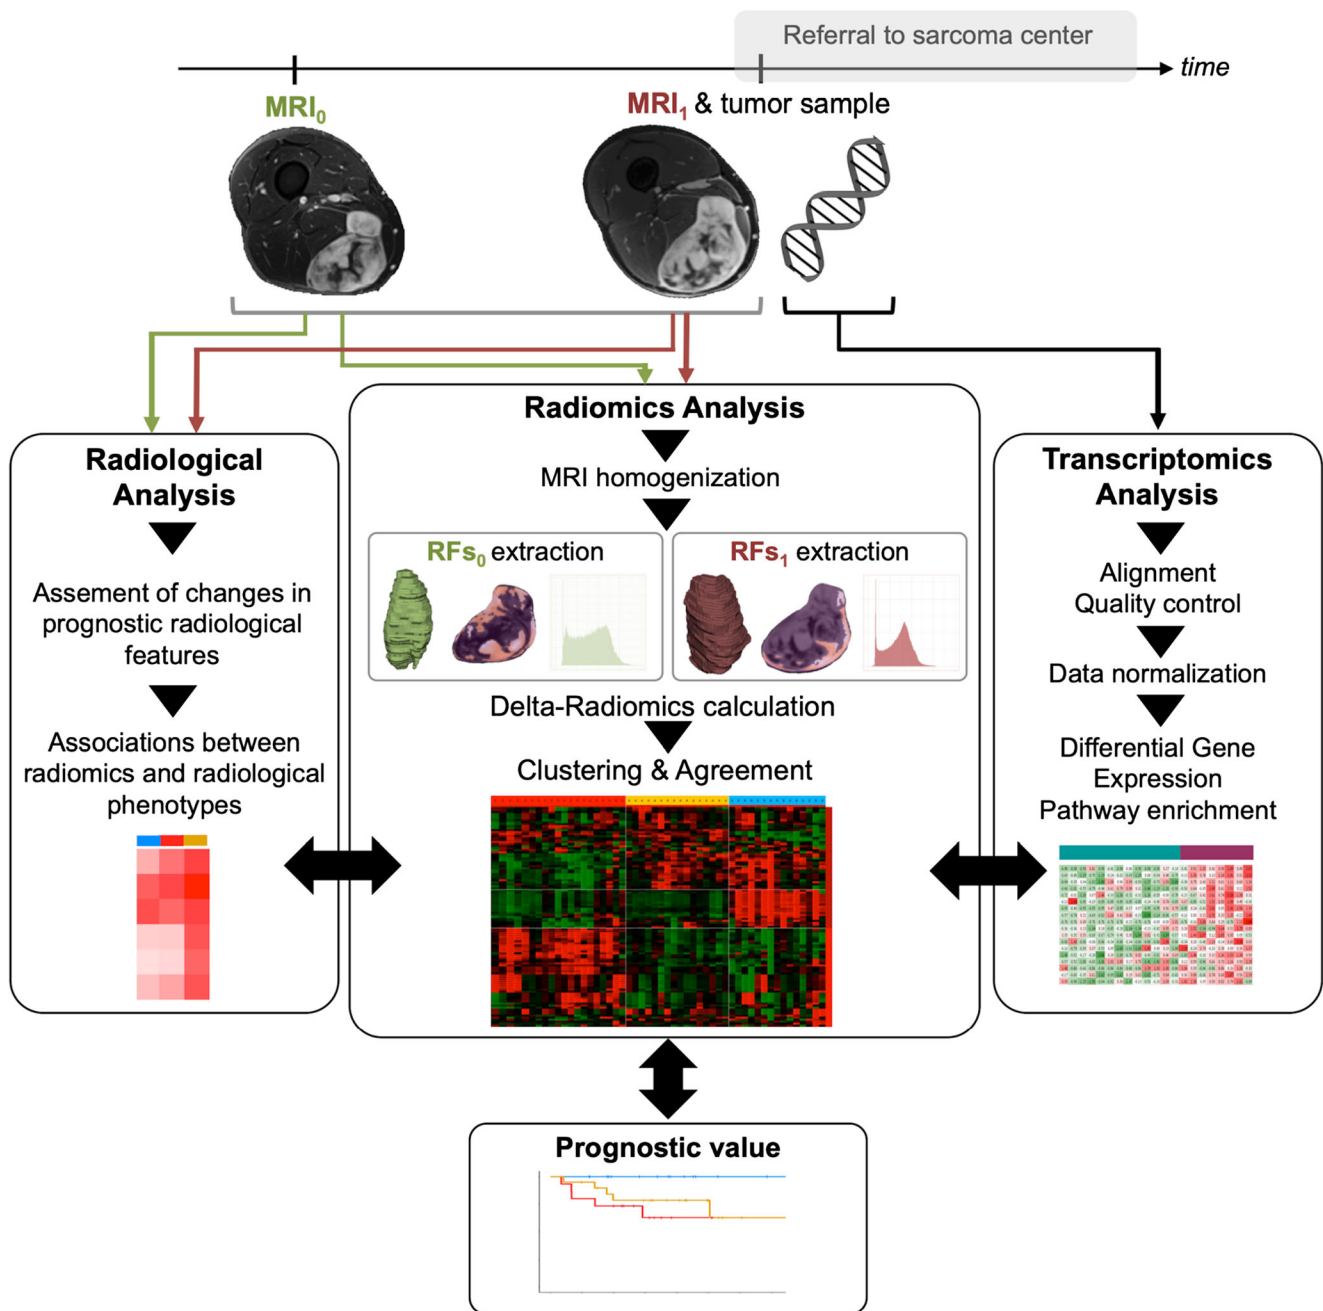 Referral to sarcoma center
time
MRI0
MRI1 & tumor sample
Radiological
Analysis
Assement of changes in
prognostic radiological
features
Associations between
radiomics and radiological
phenotypes
Radiomics Analysis
MRI homogenization
RFs0 extraction
RFs1 extraction
Delta-Radiomics calculation
Clustering & Agreement
Transcriptomics
Analysis
Alignment
Quality control
Data normalization
Differential Gene
Expression
Pathway enrichment
Prognostic value